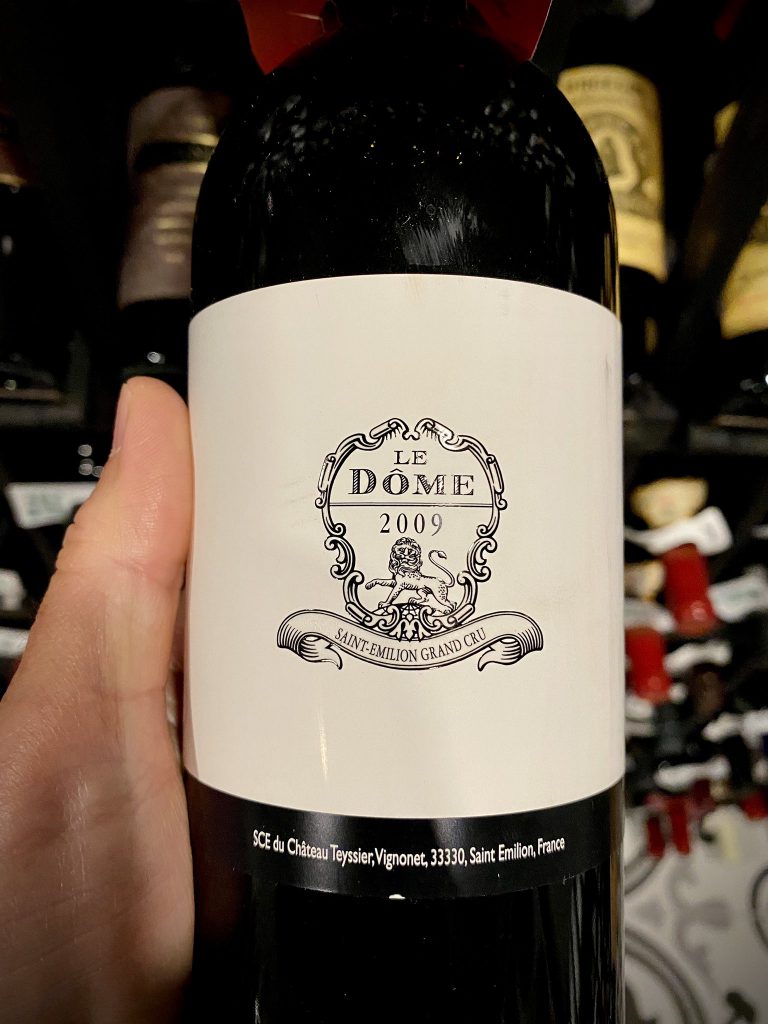 LE
DÔME
2009
SAINT-EMILION GRAND CRU
SCE du Château Teyssier, Vignonet, 33330, Saint Emilion, France